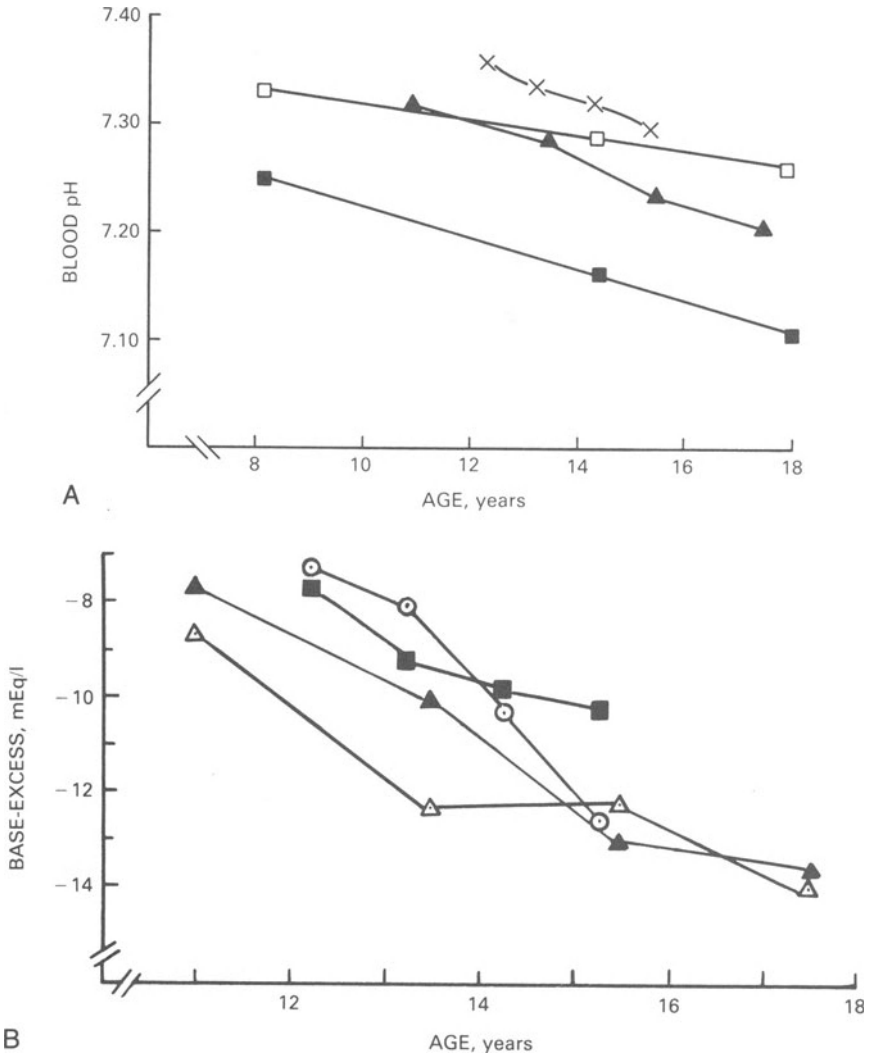 7.40
7.30
7.20
7.10
BLOOD pH
8 10 12 14 16 18
AGE, years
A
−8
−10
−12
−14
BASE-EXCESS, mEq/l
12 14 16 18
AGE, years
B